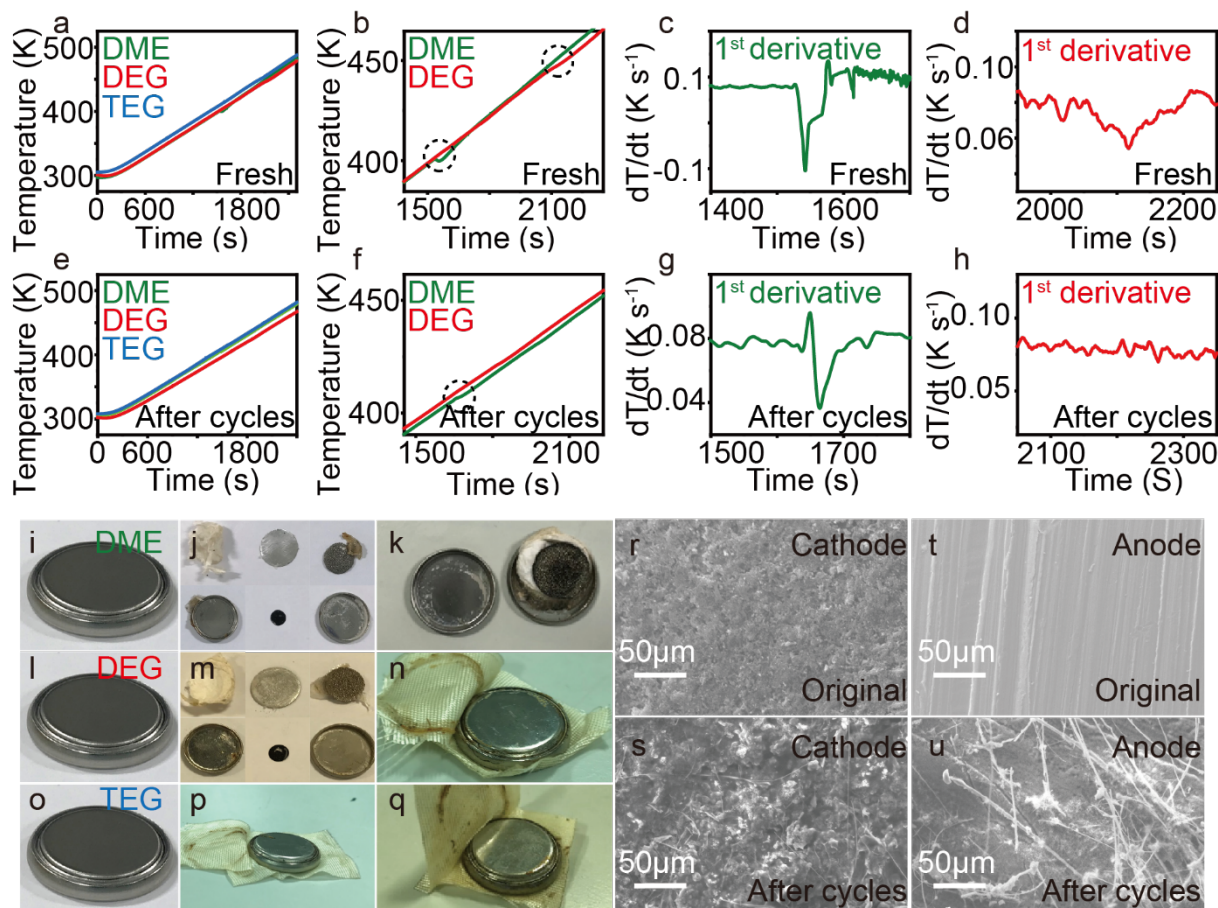 a
Temperature (K)
500
400
300
DME
DEG
TEG
Fresh
0 600 1800
Time (s)
b
Temperature (K)
450
400
DME
DEG
Fresh
1500 2100
Time (s)
c
dT/dt (K s⁻¹)
0.1
-0.1
1st derivative
Fresh
1400 1600
Time (s)
d
dT/dt (K s⁻¹)
0.10
0.06
1st derivative
Fresh
2000 2200
Time (S)
e
Temperature (K)
500
400
300
DME
DEG
TEG
After cycles
0 600 1800
Time (s)
f
Temperature (K)
450
400
DME
DEG
After cycles
1500 2100
Time (s)
g
dT/dt (K s⁻¹)
0.08
0.04
1st derivative
After cycles
1500 1700
Time (s)
h
dT/dt (K s⁻¹)
0.10
0.05
1st derivative
After cycles
2100 2300
Time (S)
i
DME
j
k
l
DEG
m
n
o
TEG
p
q
r
Cathode
50μm
Original
t
Anode
50μm
Original
s
Cathode
50μm
After cycles
u
Anode
50μm
After cycles